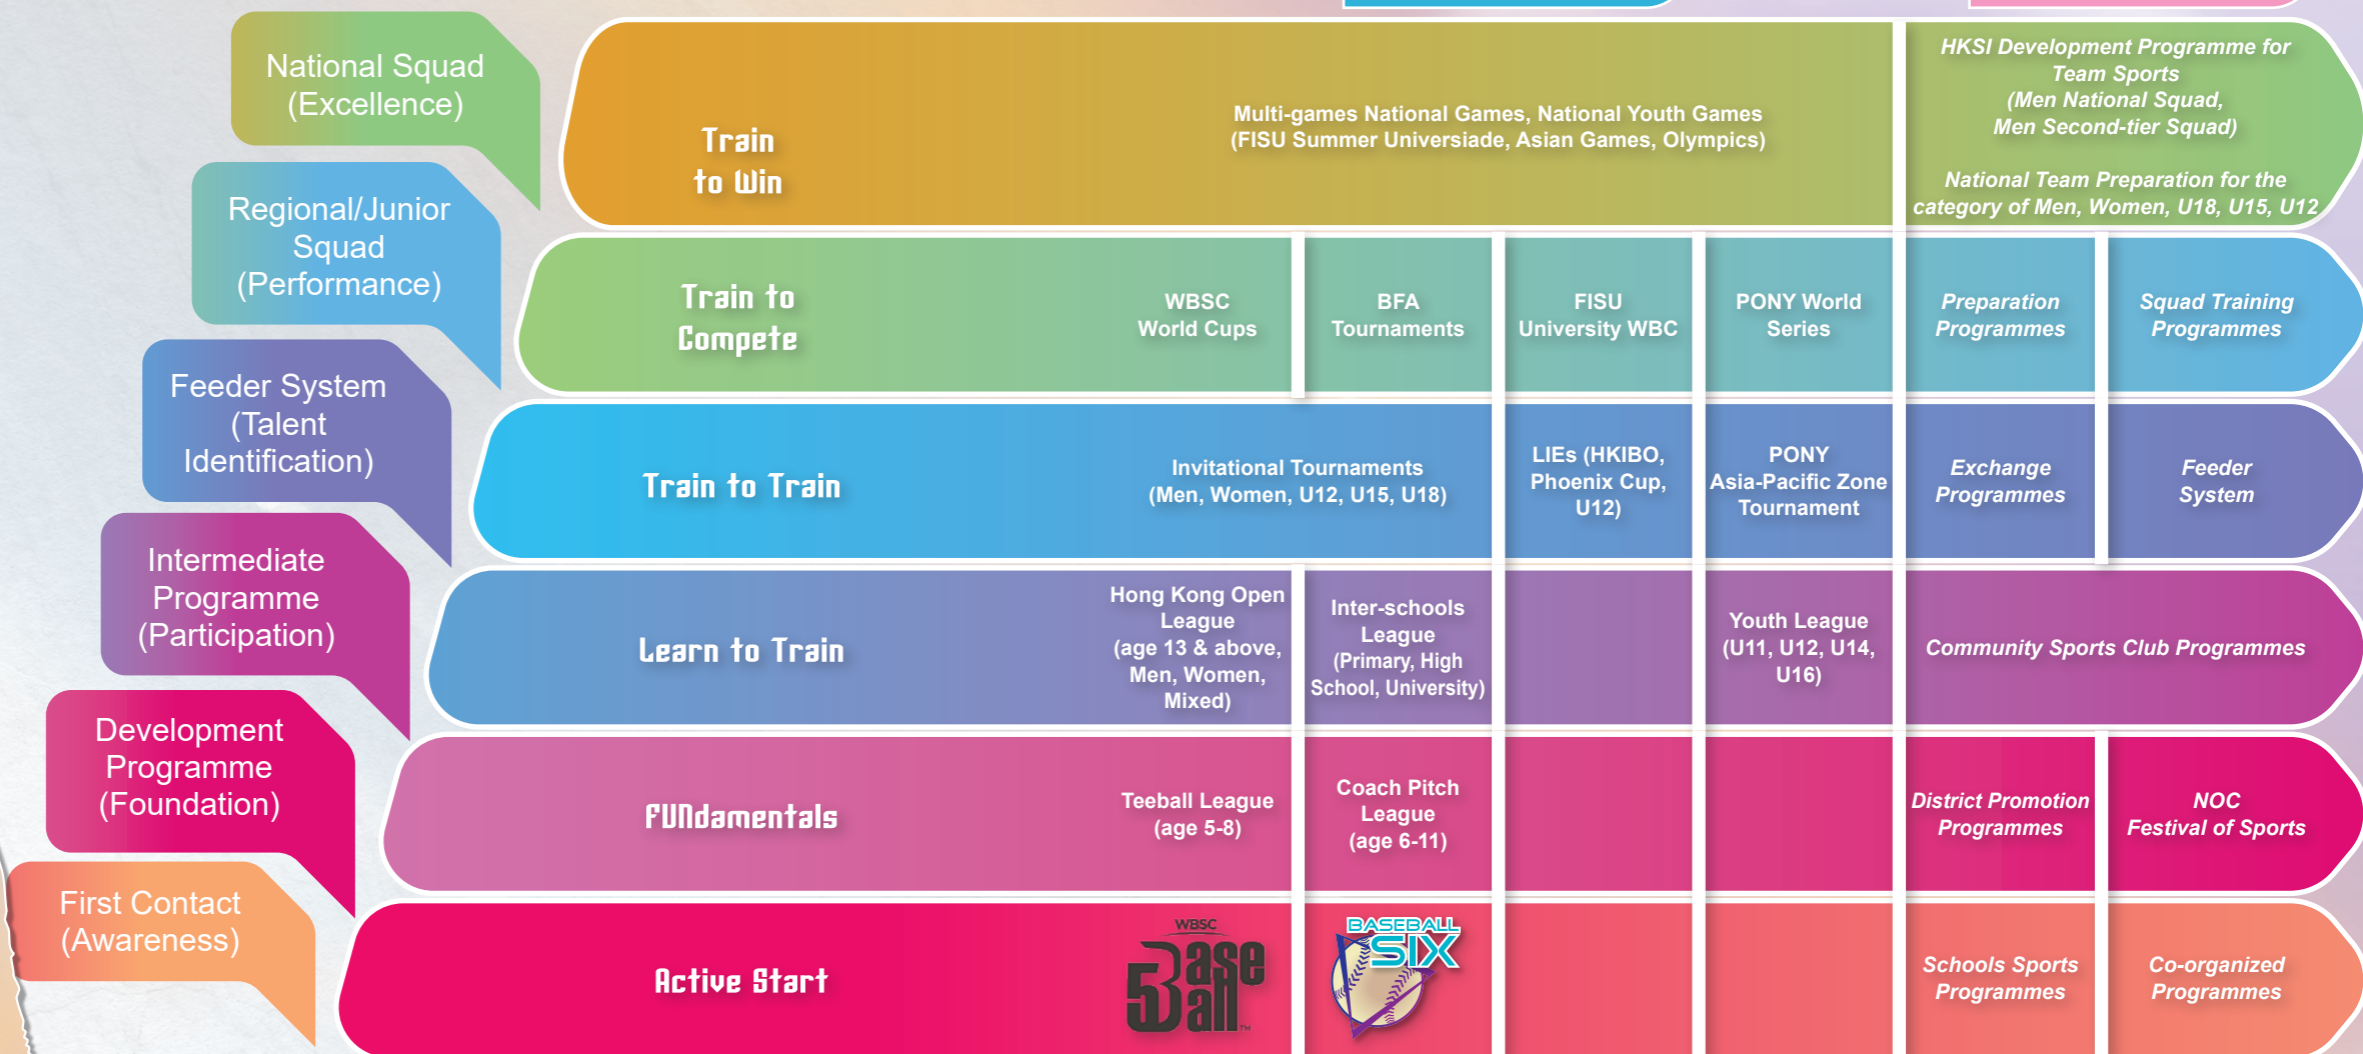 National Squad
(Excellence)
Train
to Win
Multi-games National Games, National Youth Games
(FISU Summer Universiade, Asian Games, Olympics)
HKSI Development Programme for
Team Sports
(Men National Squad,
Men Second-tier Squad)
National Team Preparation for the
category of Men, Women, U18, U15, U12
Regional/Junior
Squad
(Performance)
Train to
Compete
WBSC
World Cups
BFA
Tournaments
FISU
University WBC
PONY World
Series
Preparation
Programmes
Squad Training
Programmes
Feeder System
(Talent
Identification)
Train to Train
Invitational Tournaments
(Men, Women, U12, U15, U18)
LIEs (HKIBO,
Phoenix Cup,
U12)
PONY
Asia-Pacific Zone
Tournament
Exchange
Programmes
Feeder
System
Intermediate
Programme
(Participation)
Learn to Train
Hong Kong Open
League
(age 13 & above,
Men, Women,
Mixed)
Inter-schools
League
(Primary, High
School, University)
Youth League
(U11, U12, U14,
U16)
Community Sports Club Programmes
Development
Programme
(Foundation)
FUNdamentals
Teeball League
(age 5-8)
Coach Pitch
League
(age 6-11)
District Promotion
Programmes
NOC
Festival of Sports
First Contact
(Awareness)
Active Start
WBSC
Baseball5™
BASEBALL
SIX
Schools Sports
Programmes
Co-organized
Programmes